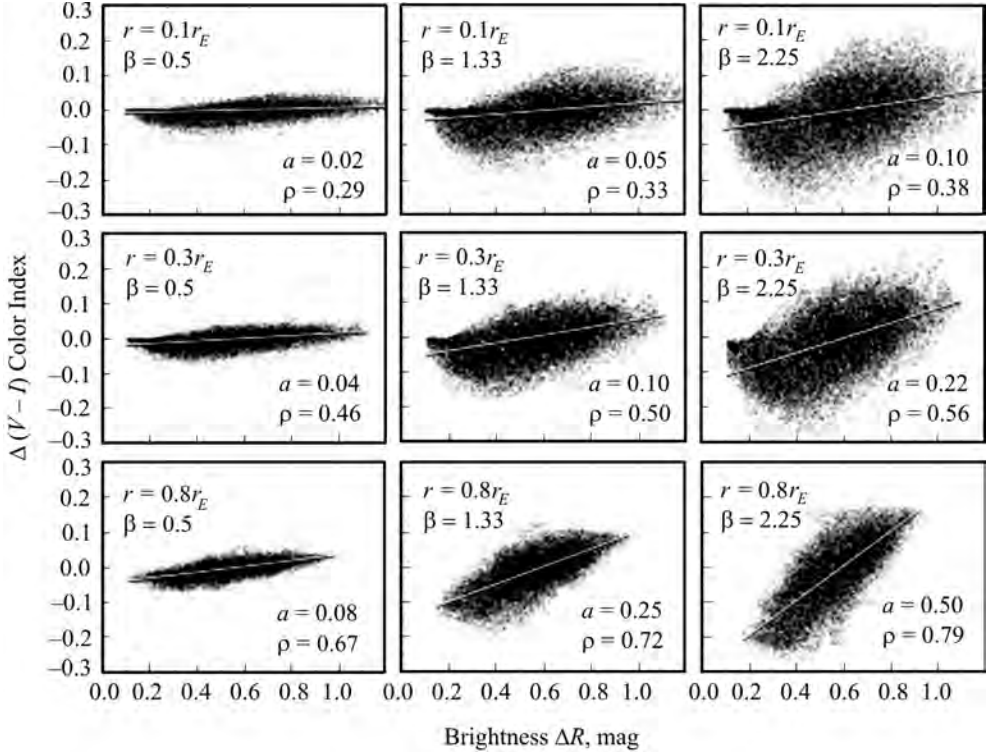 0.3
0.2
0.1
0.0
–0.1
–0.2
–0.3
r = 0.1r_E
β = 0.5
a = 0.02
ρ = 0.29
r = 0.1r_E
β = 1.33
a = 0.05
ρ = 0.33
r = 0.1r_E
β = 2.25
a = 0.10
ρ = 0.38
0.3
0.2
0.1
0.0
–0.1
–0.2
–0.3
r = 0.3r_E
β = 0.5
a = 0.04
ρ = 0.46
r = 0.3r_E
β = 1.33
a = 0.10
ρ = 0.50
r = 0.3r_E
β = 2.25
a = 0.22
ρ = 0.56
Δ (V – I) Color Index
0.3
0.2
0.1
0.0
–0.1
–0.2
–0.3
r = 0.8r_E
β = 0.5
a = 0.08
ρ = 0.67
r = 0.8r_E
β = 1.33
a = 0.25
ρ = 0.72
r = 0.8r_E
β = 2.25
a = 0.50
ρ = 0.79
0.0 0.2 0.4 0.6 0.8 1.0 0.0 0.2 0.4 0.6 0.8 1.0 0.0 0.2 0.4 0.6 0.8 1.0
Brightness ΔR, mag